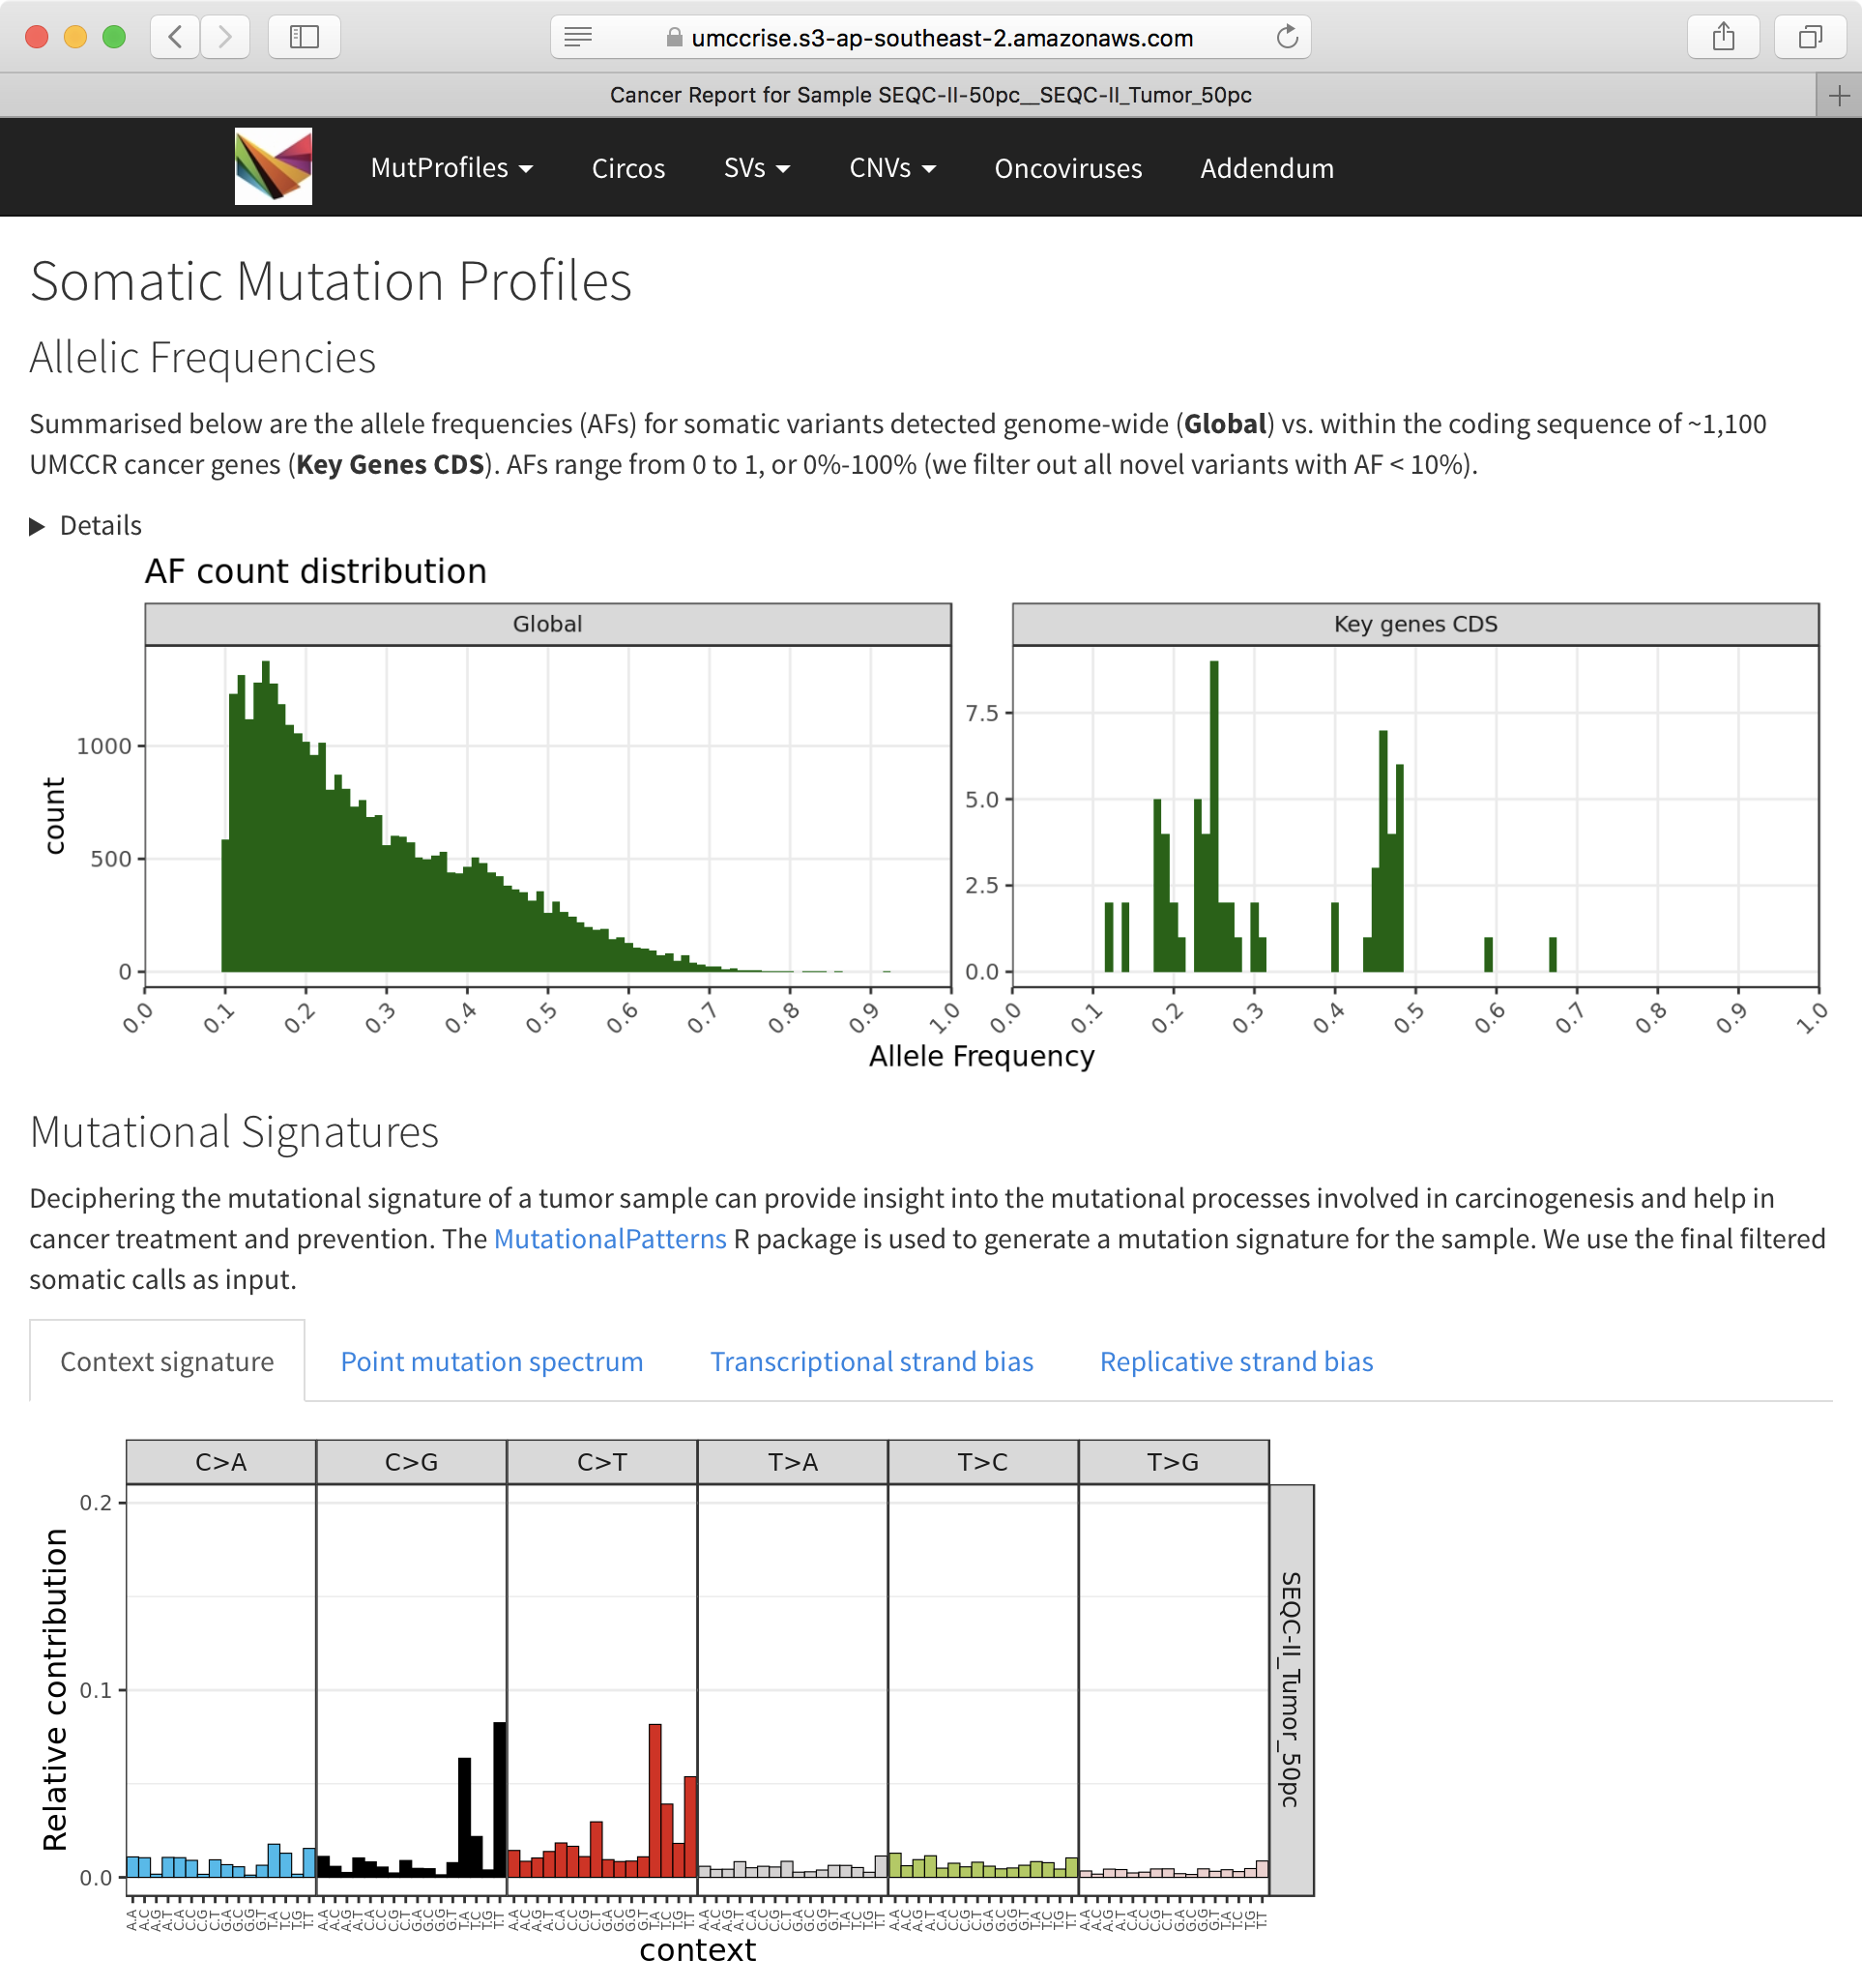 umccrise.s3-ap-southeast-2.amazonaws.com
Cancer Report for Sample SEQC-II-50pc__SEQC-II_Tumor_50pc
MutProfiles Circos SVs CNVs Oncoviruses Addendum
Somatic Mutation Profiles
Allelic Frequencies
Summarised below are the allele frequencies (AFs) for somatic variants detected genome-wide (Global) vs. within the coding sequence of ~1,100
UMCCR cancer genes (Key Genes CDS). AFs range from 0 to 1, or 0%-100% (we filter out all novel variants with AF < 10%).
Details
AF count distribution
Global
Key genes CDS
count
1000
500
0
7.5
5.0
2.5
0.0
0.0 0.1 0.2 0.3 0.4 0.5 0.6 0.7 0.8 0.9 1.0
0.0 0.1 0.2 0.3 0.4 0.5 0.6 0.7 0.8 0.9 1.0
Allele Frequency
Mutational Signatures
Deciphering the mutational signature of a tumor sample can provide insight into the mutational processes involved in carcinogenesis and help in
cancer treatment and prevention. The MutationalPatterns R package is used to generate a mutation signature for the sample. We use the final filtered
somatic calls as input.
Context signature Point mutation spectrum Transcriptional strand bias Replicative strand bias
C>A C>G C>T T>A T>C T>G
Relative contribution
0.2
0.1
0.0
SEQC-II_Tumor_50pc
A.A A.C A.G A.T C.A C.C C.G C.T G.A G.C G.G G.T T.A T.C T.G T.T
A.A A.C A.G A.T C.A C.C C.G C.T G.A G.C G.G G.T T.A T.C T.G T.T
A.A A.C A.G A.T C.A C.C C.G C.T G.A G.C G.G G.T T.A T.C T.G T.T
A.A A.C A.G A.T C.A C.C C.G C.T G.A G.C G.G G.T T.A T.C T.G T.T
A.A A.C A.G A.T C.A C.C C.G C.T G.A G.C G.G G.T T.A T.C T.G T.T
A.A A.C A.G A.T C.A C.C C.G C.T G.A G.C G.G G.T T.A T.C T.G T.T
context